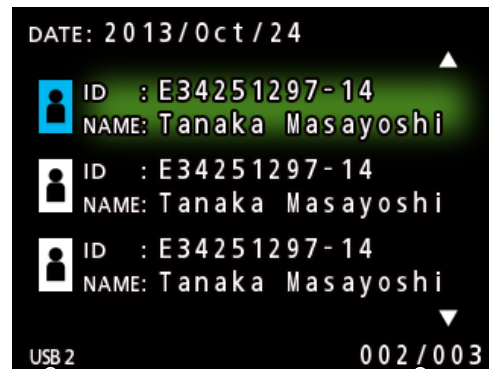 DATE: 2013/Oct/24
ID : E34251297-14
NAME: Tanaka Masayoshi
ID : E34251297-14
NAME: Tanaka Masayoshi
ID : E34251297-14
NAME: Tanaka Masayoshi
USB 2 002/003